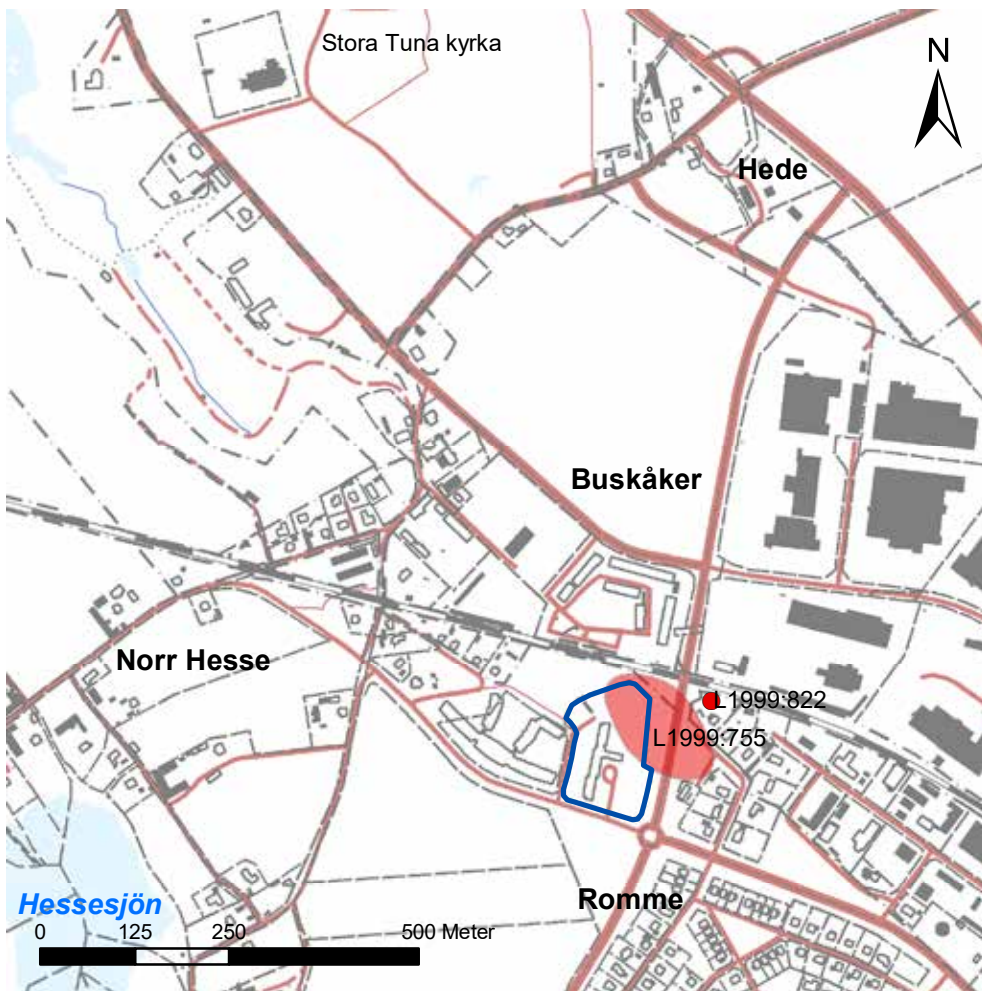 Stora Tuna kyrka
N
Hede
Buskåker
Norr Hesse
L1999:822
L1999:755
Romme
Hessesjön
0 125 250 500 Meter